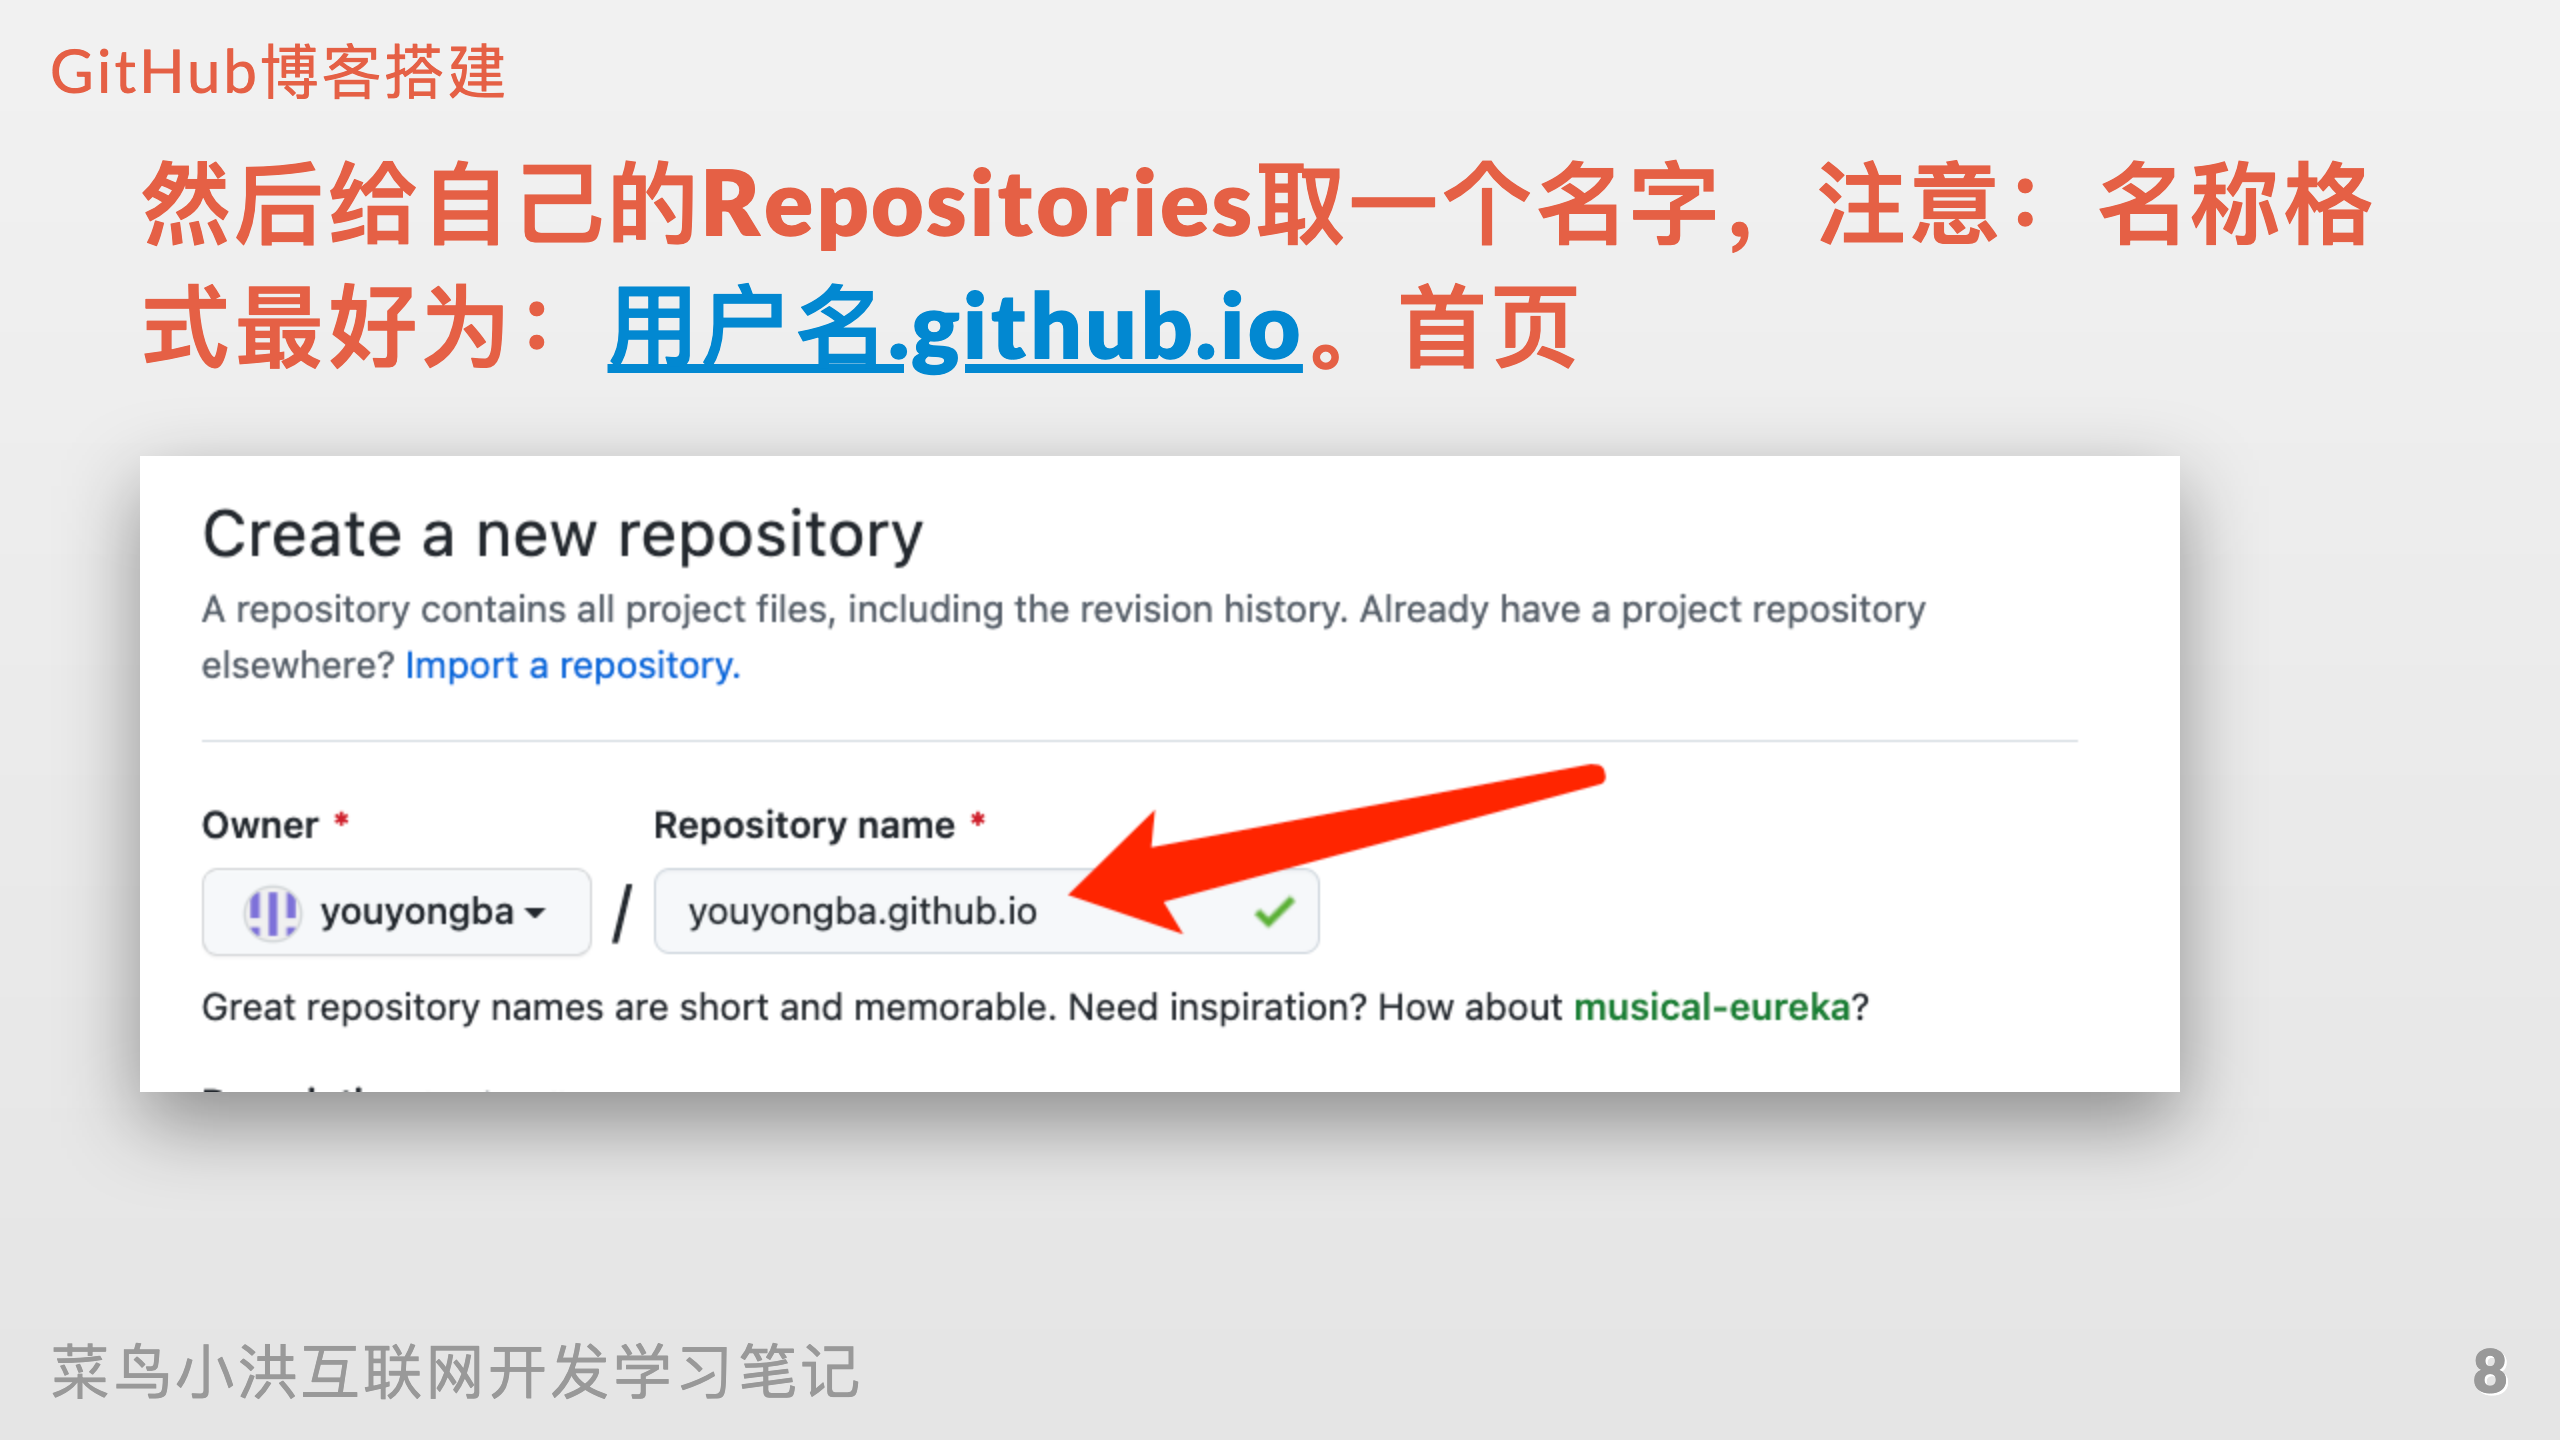 GitHub博客搭建
然后给自己的Repositories取一个名字，注意：名称格
式最好为：用户名.github.io。首页
Create a new repository
A repository contains all project files, including the revision history. Already have a project repository
elsewhere? Import a repository.
Owner * Repository name *
youyongba / youyongba.github.io
Great repository names are short and memorable. Need inspiration? How about musical-eureka?
菜鸟小洪互联网开发学习笔记 8